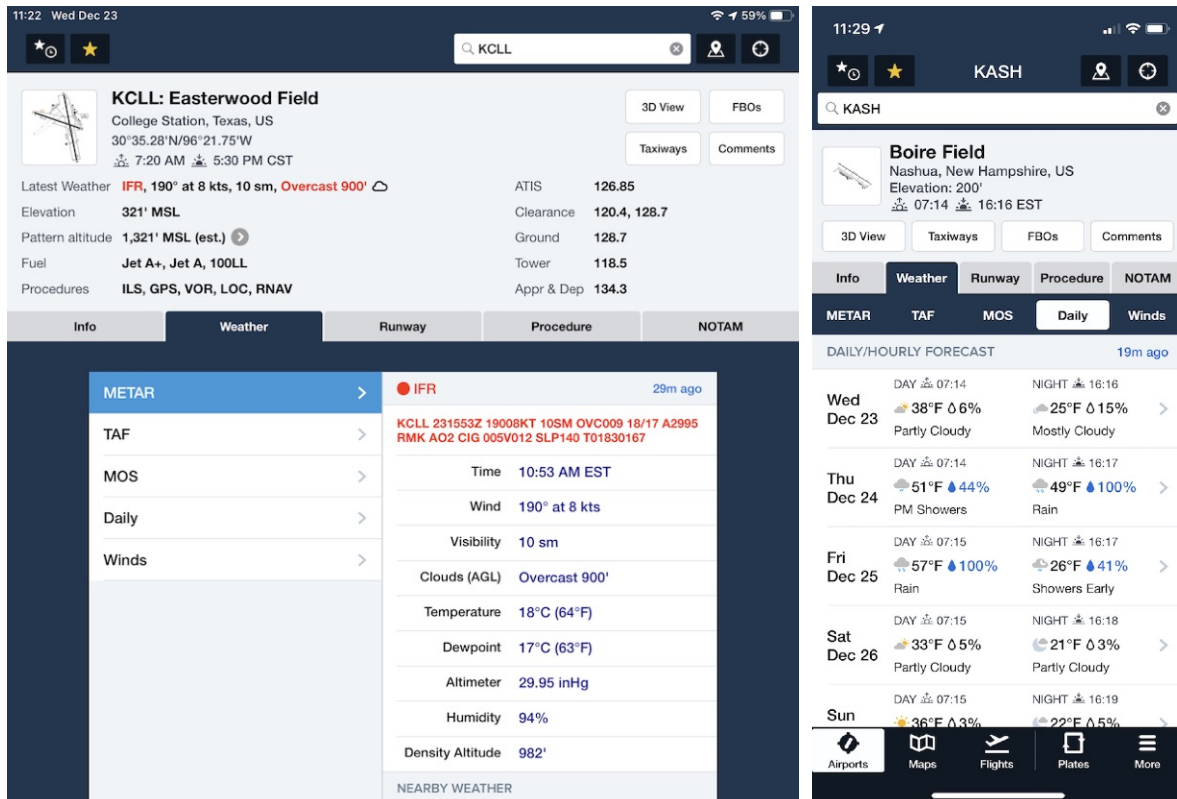 11:22 Wed Dec 23
59%
KCLL
KCLL: Easterwood Field
College Station, Texas, US
30°35.28'N/96°21.75'W
7:20 AM 5:30 PM CST
3D View
FBOs
Taxiways
Comments
Latest Weather IFR, 190° at 8 kts, 10 sm, Overcast 900'
Elevation 321' MSL
Pattern altitude 1,321' MSL (est.)
Fuel Jet A+, Jet A, 100LL
Procedures ILS, GPS, VOR, LOC, RNAV
ATIS 126.85
Clearance 120.4, 128.7
Ground 128.7
Tower 118.5
Appr & Dep 134.3
Info Weather Runway Procedure NOTAM
METAR
TAF
MOS
Daily
Winds
IFR 29m ago
KCLL 231553Z 19008KT 10SM OVC009 18/17 A2995
RMK AO2 CIG 005V012 SLP140 T01830167
Time 10:53 AM EST
Wind 190° at 8 kts
Visibility 10 sm
Clouds (AGL) Overcast 900'
Temperature 18°C (64°F)
Dewpoint 17°C (63°F)
Altimeter 29.95 inHg
Humidity 94%
Density Altitude 982'
NEARBY WEATHER
11:29
KASH
KASH
Boire Field
Nashua, New Hampshire, US
Elevation: 200'
07:14 16:16 EST
3D View Taxiways FBOs Comments
Info Weather Runway Procedure NOTAM
METAR TAF MOS Daily Winds
DAILY/HOURLY FORECAST 19m ago
Wed
Dec 23
DAY 07:14
38°F 6%
Partly Cloudy
NIGHT 16:16
25°F 15%
Mostly Cloudy
Thu
Dec 24
DAY 07:14
51°F 44%
PM Showers
NIGHT 16:17
49°F 100%
Rain
Fri
Dec 25
DAY 07:15
57°F 100%
Rain
NIGHT 16:17
26°F 41%
Showers Early
Sat
Dec 26
DAY 07:15
33°F 5%
Partly Cloudy
NIGHT 16:18
21°F 3%
Partly Cloudy
Sun
DAY 07:15
36°F 3%
NIGHT 16:19
22°F 5%
Airports Maps Flights Plates More